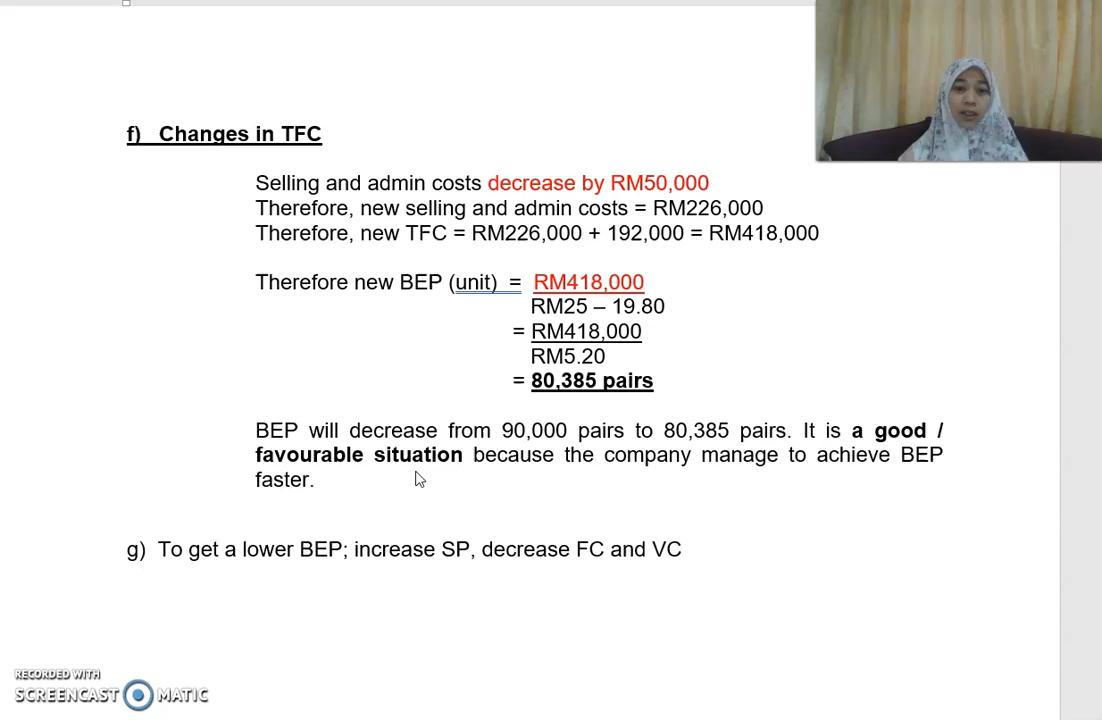 f) Changes in TFC
Selling and admin costs decrease by RM50,000
Therefore, new selling and admin costs = RM226,000
Therefore, new TFC = RM226,000 + 192,000 = RM418,000
Therefore new BEP (unit) = RM418,000
RM25 – 19.80
= RM418,000
RM5.20
= 80,385 pairs
BEP will decrease from 90,000 pairs to 80,385 pairs. It is a good /
favourable situation because the company manage to achieve BEP
faster.
g) To get a lower BEP; increase SP, decrease FC and VC
RECORDED WITH
SCREENCAST MATIC